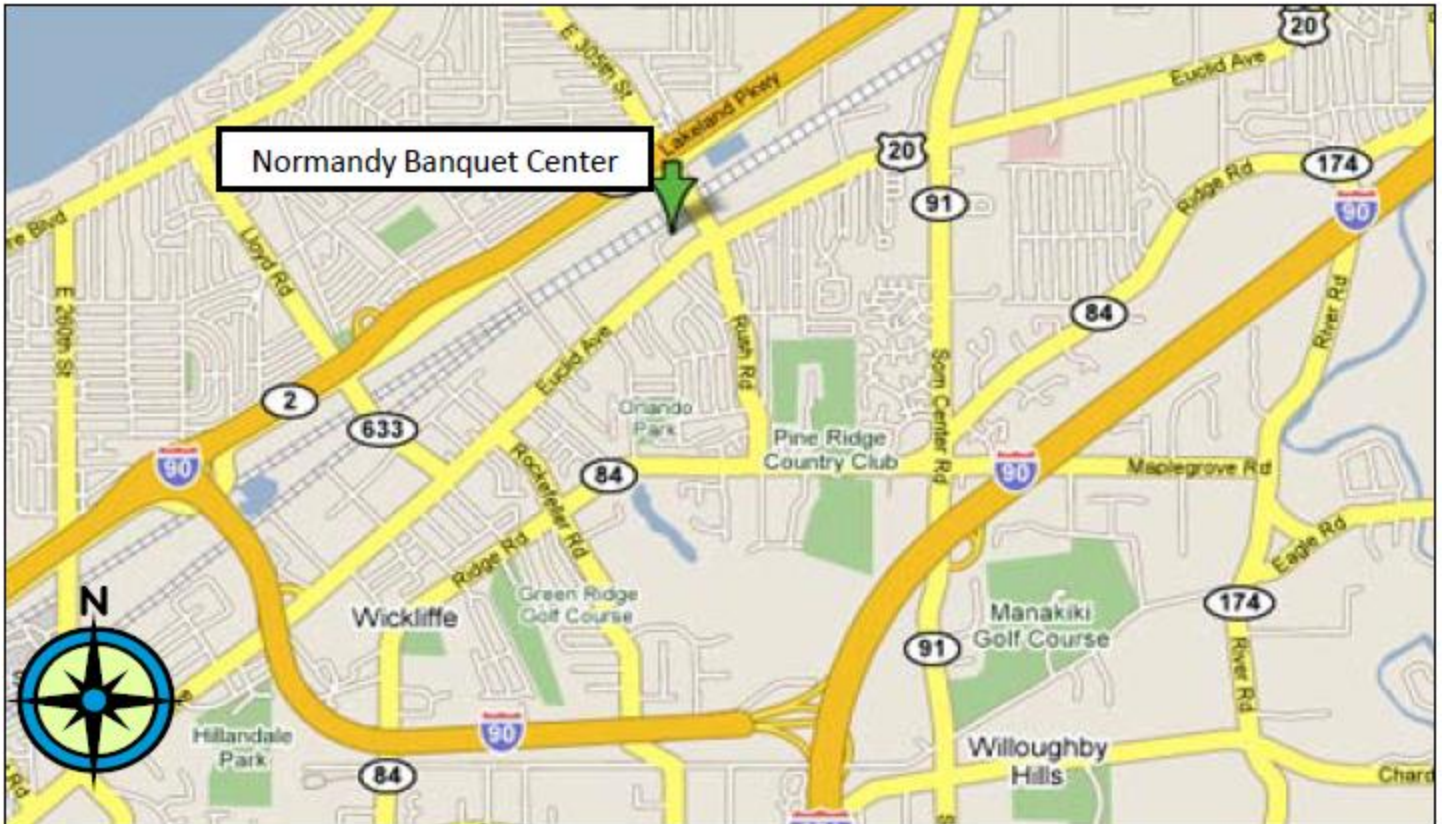 E 305th St
20
Euclid Ave
Lakeland Pkwy
Normandy Banquet Center
20
174
Ridge Rd
91
90
re Blvd
Lloyd Rd
E 260th St
River Rd
84
Rush Rd
Euclid Ave
Som Center Rd
2
633
Orlando
Park
Pine Ridge
Country Club
90
84
90
Maplegrove Rd
Rockefeller Rd
Ridge Rd
Eagle Rd
N
Green Ridge
Golf Course
Wickliffe
174
Manakiki
Golf Course
91
River Rd
Hillandale
Park
90
84
Willoughby
Hills
Chard
Rd